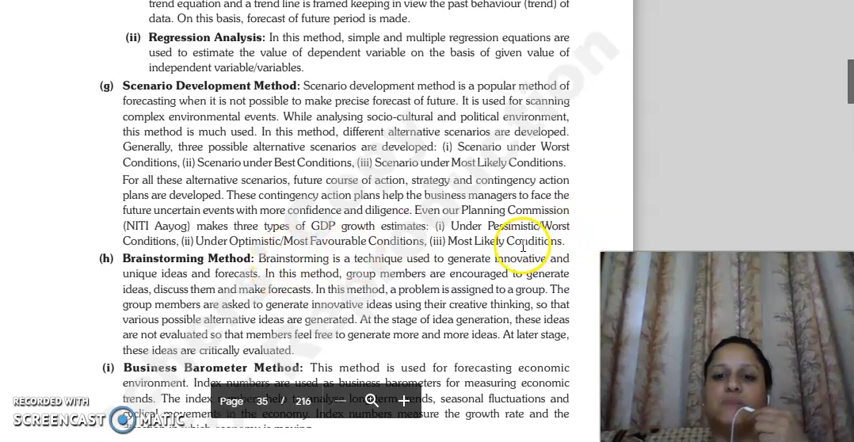 trend equation and a trend line is framed keeping in view the past behaviour (trend) of
data. On this basis, forecast of future period is made.
(ii) Regression Analysis: In this method, simple and multiple regression equations are
used to estimate the value of dependent variable on the basis of given value of
independent variable/variables.
(g) Scenario Development Method: Scenario development method is a popular method of
forecasting when it is not possible to make precise forecast of future. It is used for scanning
complex environmental events. While analysing socio-cultural and political environment,
this method is much used. In this method, different alternative scenarios are developed.
Generally, three possible alternative scenarios are developed: (i) Scenario under Worst
Conditions, (ii) Scenario under Best Conditions, (iii) Scenario under Most Likely Conditions.
For all these alternative scenarios, future course of action, strategy and contingency action
plans are developed. These contingency action plans help the business managers to face the
future uncertain events with more confidence and diligence. Even our Planning Commission
(NITI Aayog) makes three types of GDP growth estimates: (i) Under Pessimistic/Worst
Conditions, (ii) Under Optimistic/Most Favourable Conditions, (iii) Most Likely Conditions.
(h) Brainstorming Method: Brainstorming is a technique used to generate innovative and
unique ideas and forecasts. In this method, group members are encouraged to generate
ideas, discuss them and make forecasts. In this method, a problem is assigned to a group. The
group members are asked to generate innovative ideas using their creative thinking, so that
various possible alternative ideas are generated. At the stage of idea generation, these ideas
are not evaluated so that members feel free to generate more and more ideas. At later stage,
these ideas are critically evaluated.
(i) Business Barometer Method: This method is used for forecasting economic
environment. Index numbers are used as business barometers for measuring economic
trends. The index
seasonal fluctuations and
movements in the economy. Index numbers measure the growth rate and the
Page 35 / 216
RECORDED WITH
SCREENCAST MATIC